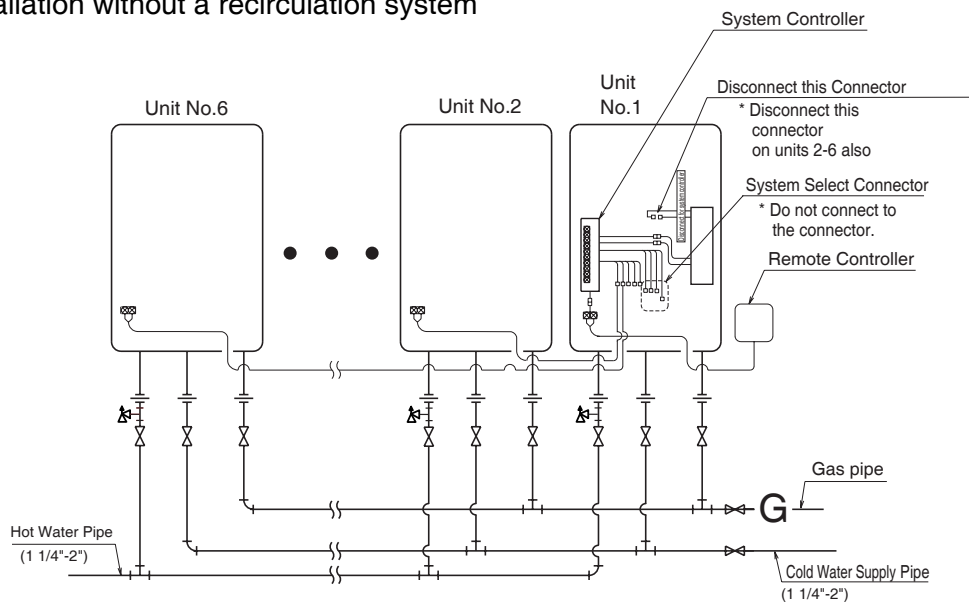 allation without a recirculation system
System Controller
Unit No.6
Unit No.2
Unit
No.1
Disconnect this Connector
* Disconnect this
connector
on units 2-6 also
System Select Connector
* Do not connect to
the connector.
Remote Controller
Gas pipe
G
Hot Water Pipe
(1 1/4"-2")
Cold Water Supply Pipe
(1 1/4"-2")